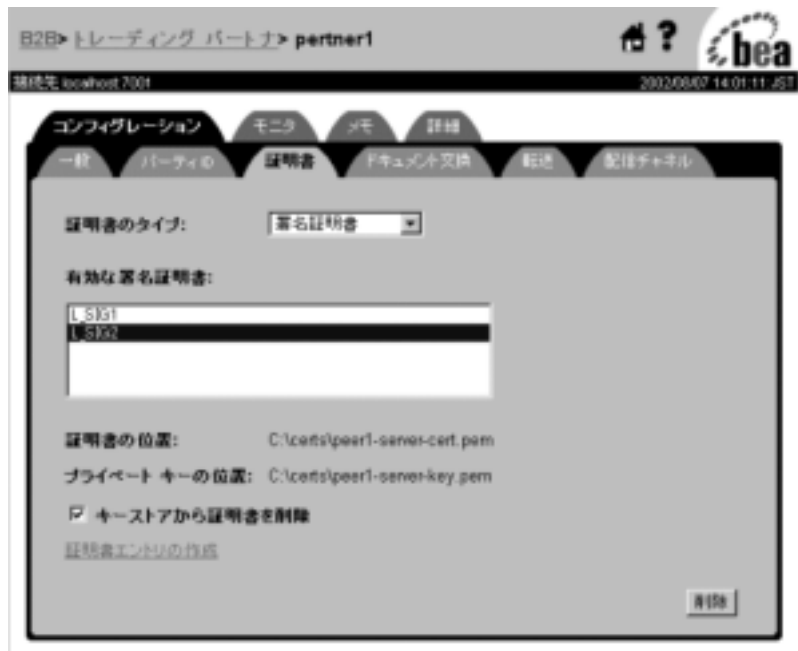 B2B> トレーディング パートナ> pertner1
? bea
接続先 localhost:7001 2002/08/07 14:01:11 JST
コンフィグレーション モニタ メモ 詳細
一般 パーティ ID 証明書 ドキュメント交換 転送 配信チャネル
証明書のタイプ: 署名証明書
有効な署名証明書:
L_SIG1
L_SIG2
証明書の位置: C:\certs\peer1-server-cert.pem
プライベート キーの位置: C:\certs\peer1-server-key.pem
キーストアから証明書を削除
証明書エントリの作成
削除